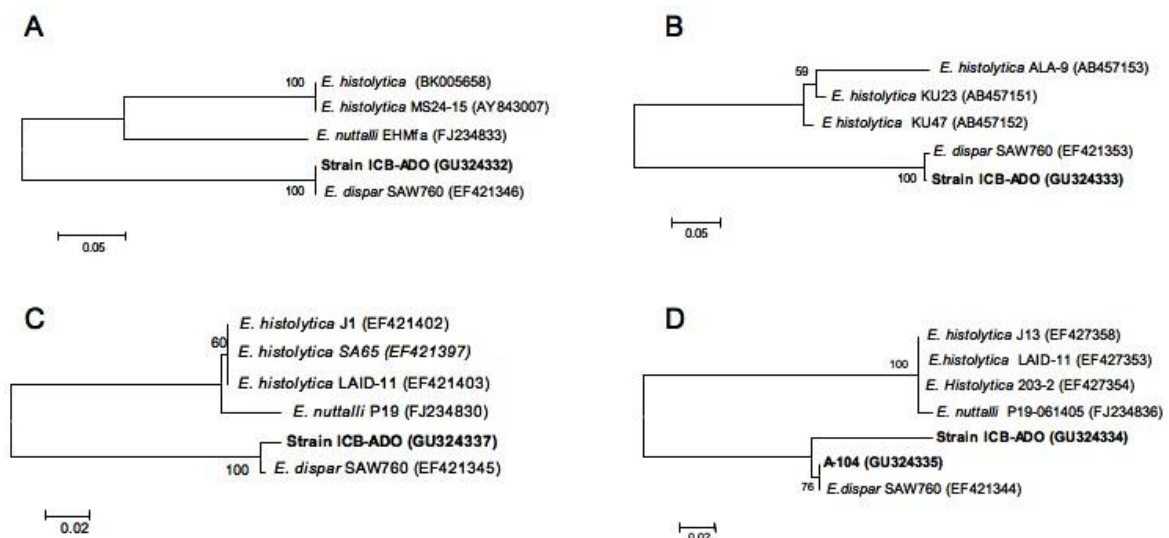 A
100
E. histolytica (BK005658)
E. histolytica MS24-15 (AY843007)
E. nuttalli EHMfa (FJ234833)
Strain ICB-ADO (GU324332)
100
E. dispar SAW760 (EF421346)
0.05
B
59
E. histolytica ALA-9 (AB457153)
E. histolytica KU23 (AB457151)
E histolytica KU47 (AB457152)
E. dispar SAW760 (EF421353)
100
Strain ICB-ADO (GU324333)
0.05
C
E. histolytica J1 (EF421402)
60
E. histolytica SA65 (EF421397)
E. histolytica LAID-11 (EF421403)
E. nuttalli P19 (FJ234830)
Strain ICB-ADO (GU324337)
100
E. dispar SAW760 (EF421345)
0.02
D
E. histolytica J13 (EF427358)
100
E.histolytica LAID-11 (EF427353)
E. Histolytica 203-2 (EF427354)
E. nuttalli P19-061405 (FJ234836)
Strain ICB-ADO (GU324334)
A-104 (GU324335)
76
E.dispar SAW760 (EF421344)
0.02